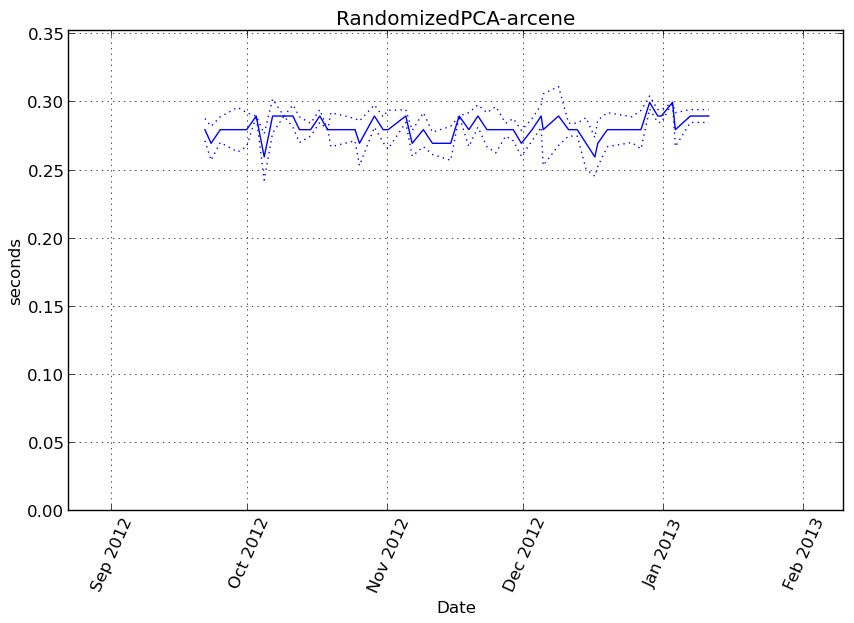 RandomizedPCA-arcene
0.35
0.30
0.25
0.20
0.15
0.10
0.05
0.00
seconds
Sep 2012
Oct 2012
Nov 2012
Dec 2012
Jan 2013
Feb 2013
Date